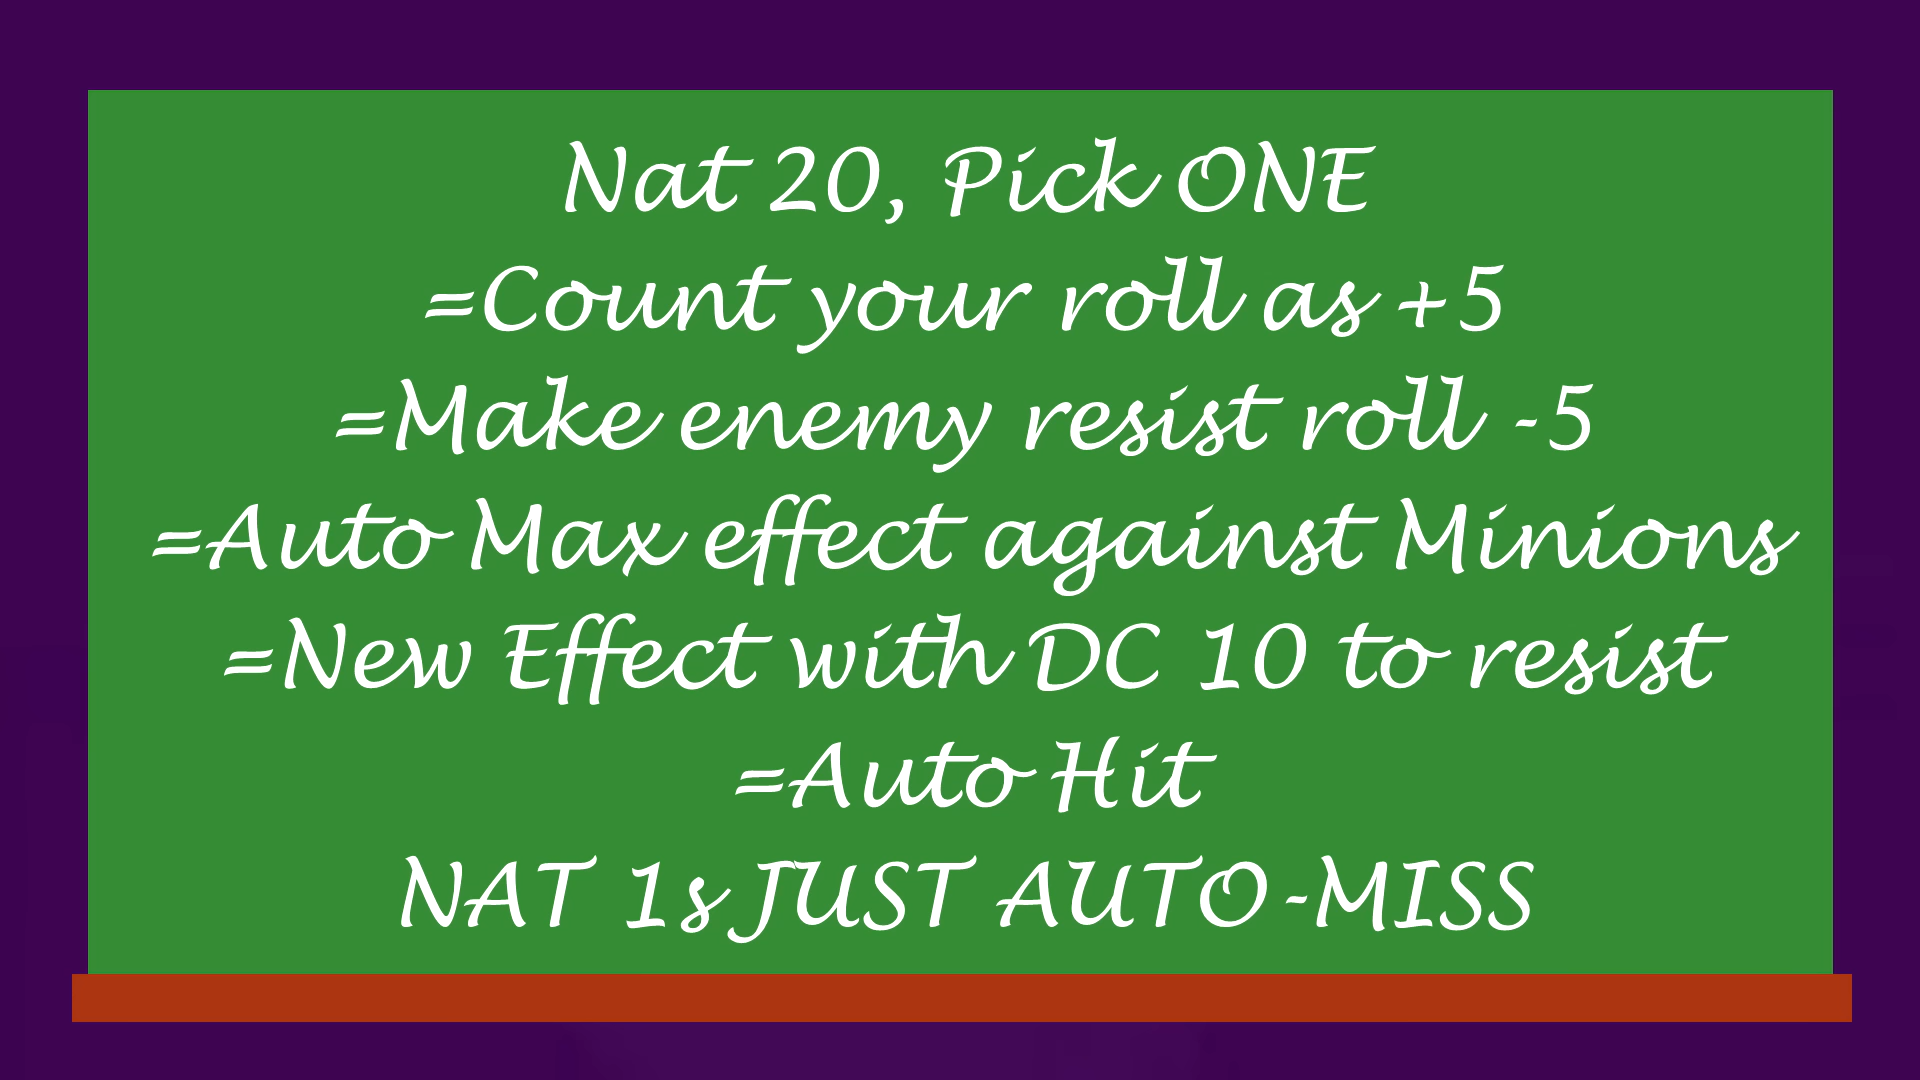 Nat 20, Pick ONE
=Count your roll as +5
=Make enemy resist roll -5
=Auto Max effect against Minions
=New Effect with DC 10 to resist
=Auto Hit
NAT 1s JUST AUTO-MISS